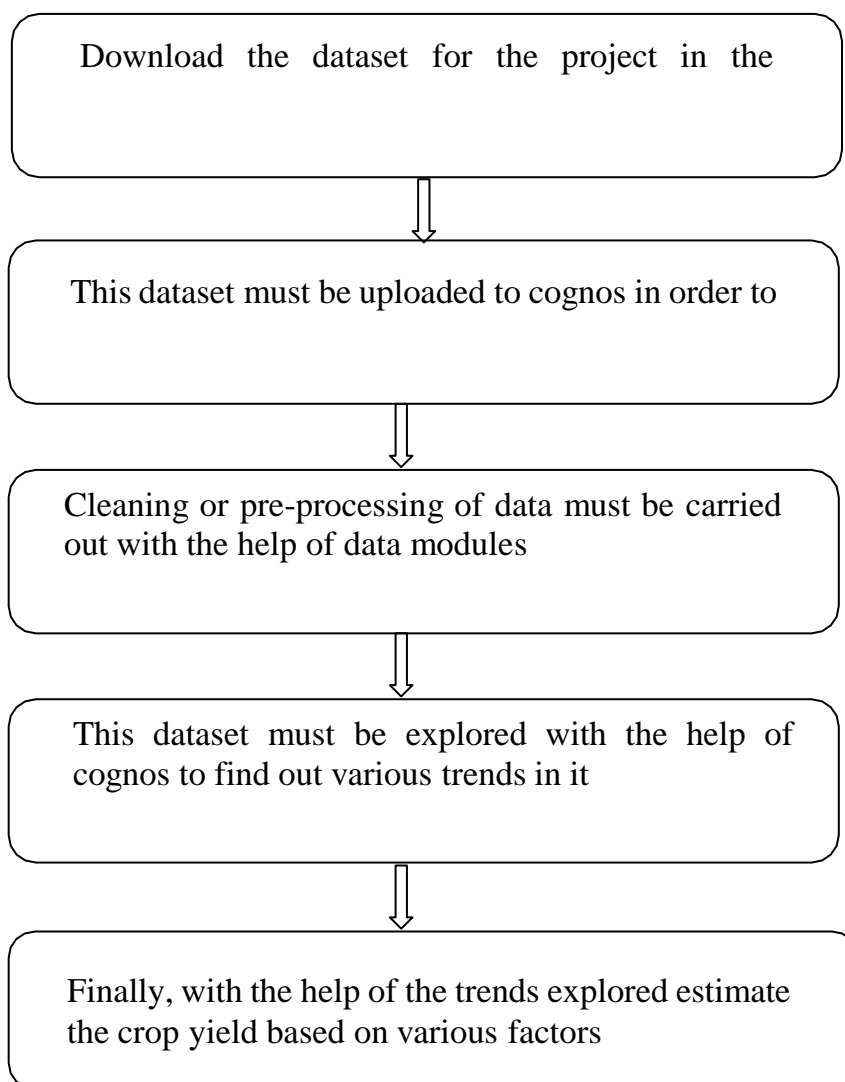 Download the dataset for the project in the
This dataset must be uploaded to cognos in order to
Cleaning or pre-processing of data must be carried
out with the help of data modules
This dataset must be explored with the help of
cognos to find out various trends in it
Finally, with the help of the trends explored estimate
the crop yield based on various factors